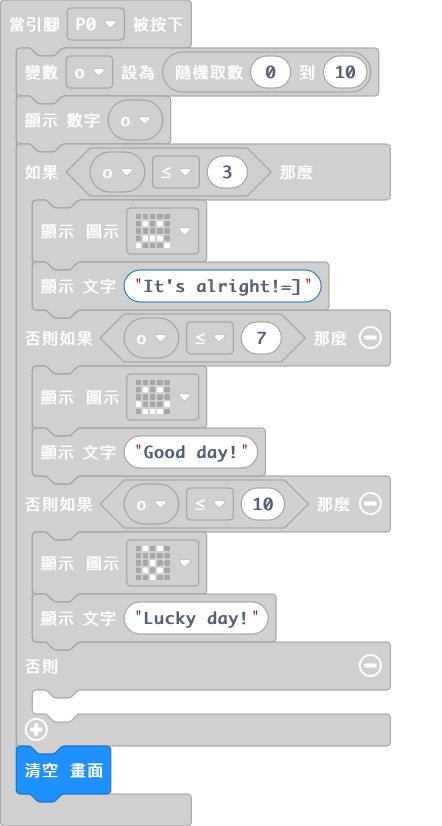 當引腳 P0 被按下
變數 o 設為 隨機取數 0 到 10
顯示 數字 o
如果 o ≤ 3 那麼
顯示 圖示
顯示 文字 "It's alright!=]"
否則如果 o ≤ 7 那麼
顯示 圖示
顯示 文字 "Good day!"
否則如果 o ≤ 10 那麼
顯示 圖示
顯示 文字 "Lucky day!"
否則
清空 畫面